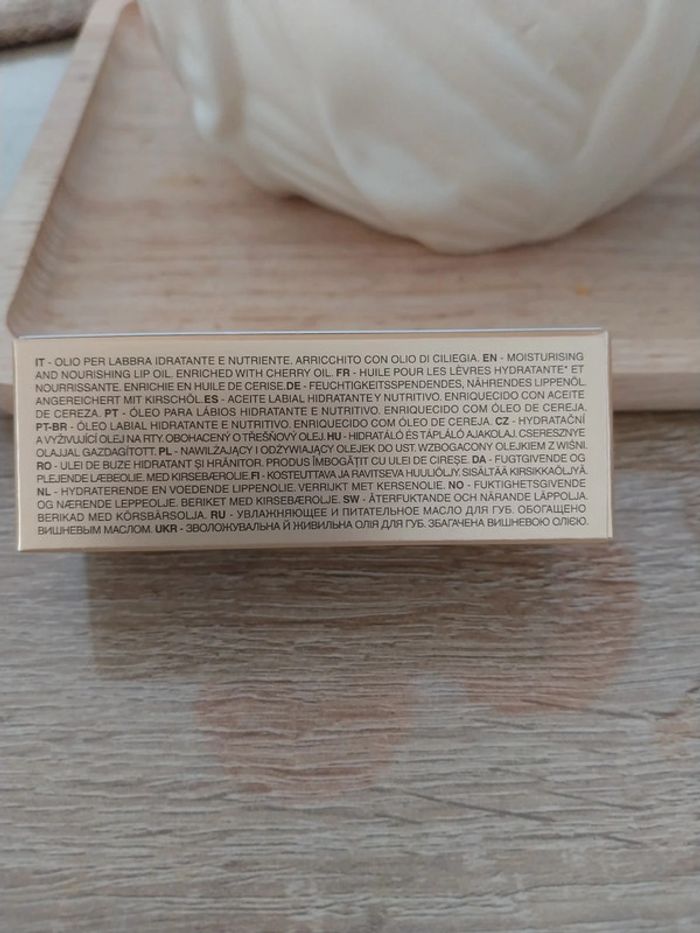 IT - OLIO PER LABBRA IDRATANTE E NUTRIENTE. ARRICCHITO CON OLIO DI CILIEGIA. EN - MOISTURISING
AND NOURISHING LIP OIL. ENRICHED WITH CHERRY OIL. FR - HUILE POUR LES LÈVRES HYDRATANTE* ET
NOURRISSANTE. ENRICHIE EN HUILE DE CERISE.DE - FEUCHTIGKEITSSPENDENDES, NÄHRENDES LIPPENÖL.
ANGEREICHERT MIT KIRSCHÖL.ES - ACEITE LABIAL HIDRATANTE Y NUTRITIVO. ENRIQUECIDO CON ACEITE
DE CEREZA. PT - ÓLEO PARA LÁBIOS HIDRATANTE E NUTRITIVO. ENRIQUECIDO COM ÓLEO DE CEREJA.
PT-BR - ÓLEO LABIAL HIDRATANTE E NUTRITIVO. ENRIQUECIDO COM ÓLEO DE CEREJA. CZ - HYDRATAČNÍ
A VYŽIVUJÍCÍ OLEJ NA RTY. OBOHACENÝ O TŘEŠŇOVÝ OLEJ. HU - HIDRATÁLÓ ÉS TÁPLÁLÓ AJAKOLAJ. CSERESZNYE
OLAJJAL GAZDAGÍTOTT. PL - NAWILŻAJĄCY I ODŻYWIAJĄCY OLEJEK DO UST. WZBOGACONY OLEJKIEM Z WIŚNI.
RO - ULEI DE BUZE HIDRATANT ȘI HRĂNITOR. PRODUS ÎMBOGĂȚIT CU ULEI DE CIREȘE. DA - FUGTGIVENDE OG
PLEJENDE LÆBEOLIE. MED KIRSEBÆROLIE.FI - KOSTEUTTAVA JA RAVITSEVA HUULIÖLJY. SISÄLTÄÄ KIRSIKKAÖLJYÄ.
NL - HYDRATERENDE EN VOEDENDE LIPPENOLIE. VERRIJKT MET KERSENOLIE. NO - FUKTIGHETSGIVENDE
OG NÆRENDE LEPPEOLJE. BERIKET MED KIRSEBÆROLJE. SW - ÅTERFUKTANDE OCH NÄRANDE LÄPPOLJA.
BERIKAD MED KÖRSBÄRSOLJA. RU - УВЛАЖНЯЮЩЕЕ И ПИТАТЕЛЬНОЕ МАСЛО ДЛЯ ГУБ. ОБОГАЩЕНО
ВИШНЕВЫМ МАСЛОМ. UKR - ЗВОЛОЖУВАЛЬНА Й ЖИВИЛЬНА ОЛІЯ ДЛЯ ГУБ. ЗБАГАЧЕНА ВИШНЕВОЮ ОЛІЄЮ.